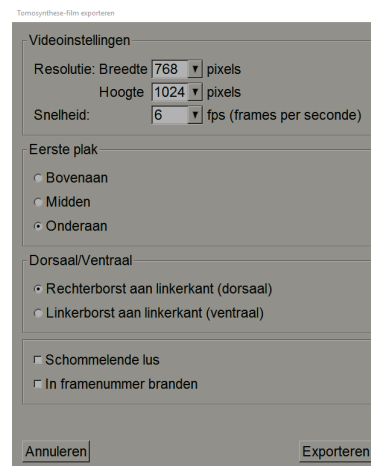 Tomosynthese-film exporteren
Videoinstellingen
Resolutie: Breedte 768 pixels
Hoogte 1024 pixels
Snelheid: 6 fps (frames per seconde)
Eerste plak
Bovenaan
Midden
Onderaan
Dorsaal/Ventraal
Rechterborst aan linkerkant (dorsaal)
Linkerborst aan linkerkant (ventraal)
Schommelende lus
In framenummer branden
Annuleren Exporteren